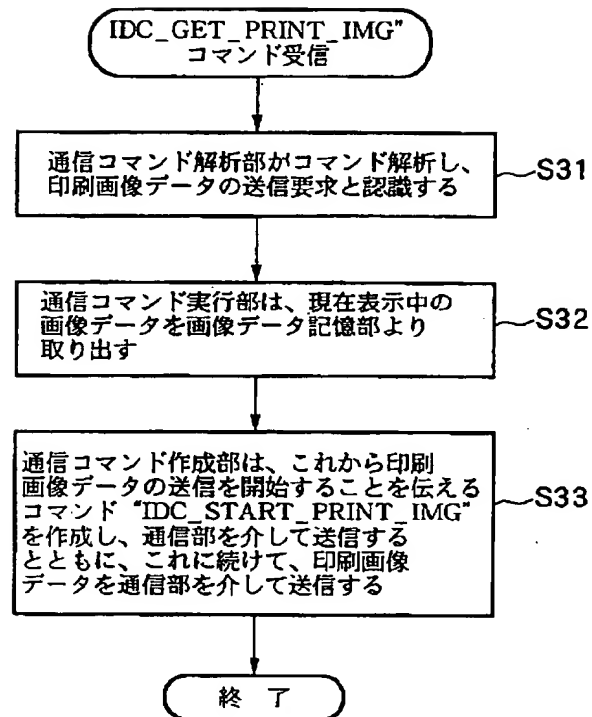 IDC_GET_PRINT_IMG"
コマンド受信
通信コマンド解析部がコマンド解析し、
印刷画像データの送信要求と認識する
S31
通信コマンド実行部は、現在表示中の
画像データを画像データ記憶部より
取り出す
S32
通信コマンド作成部は、これから印刷
画像データの送信を開始することを伝える
コマンド “IDC_START_PRINT_IMG"
を作成し、通信部を介して送信する
とともに、これに続けて、印刷画像
データを通信部を介して送信する
S33
終 了